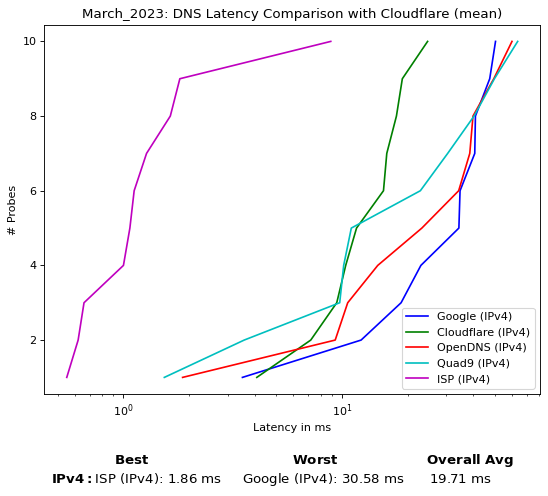 March_2023: DNS Latency Comparison with Cloudflare (mean)
# Probes
10
8
6
4
2
Google (IPv4)
Cloudflare (IPv4)
OpenDNS (IPv4)
Quad9 (IPv4)
ISP (IPv4)
10⁰ 10¹
Latency in ms
Best Worst Overall Avg
IPv4: ISP (IPv4): 1.86 ms Google (IPv4): 30.58 ms 19.71 ms